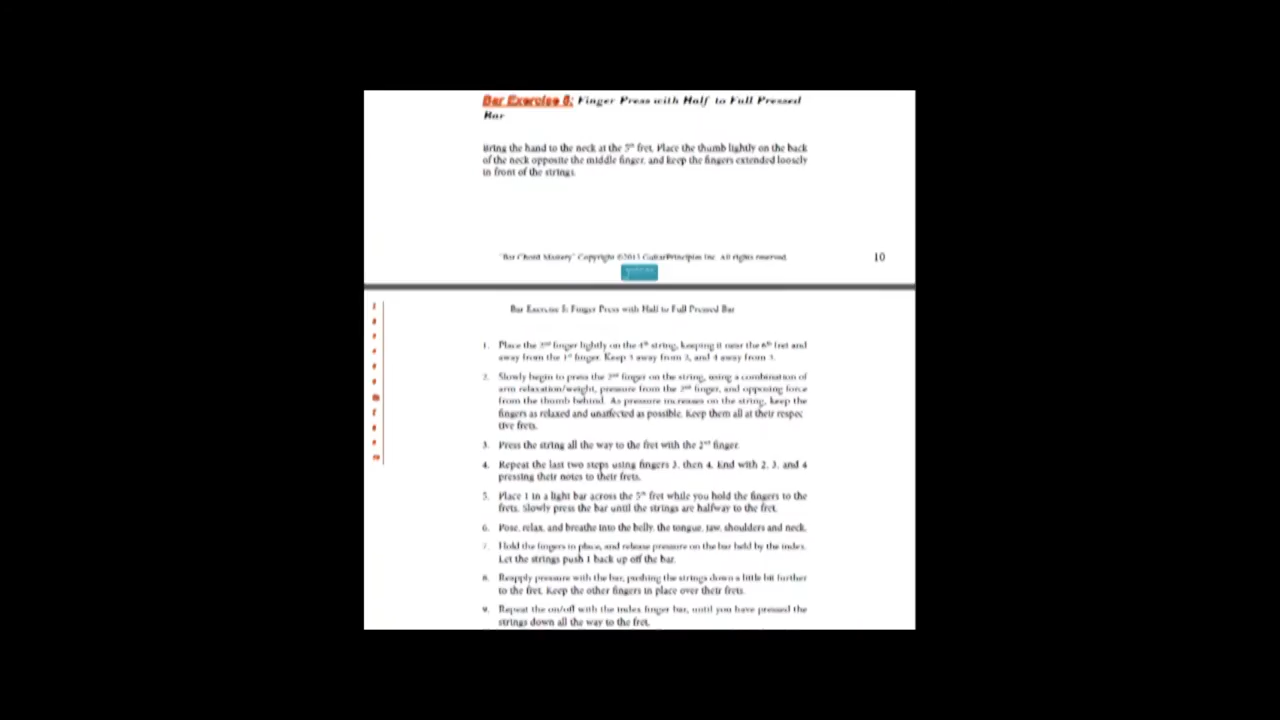 Bar Exercise 8: Finger Press with Half to Full Pressed
Bar
Bring the hand to the neck at the 5th fret. Place the thumb lightly on the back
of the neck opposite the middle finger, and keep the fingers extended loosely
in front of the strings.
"Bar Chord Mastery" Copyright ©2013 GuitarPrinciples Inc. All rights reserved. 10
Bar Exercise 8: Finger Press with Half to Full Pressed Bar
1. Place the 2nd finger lightly on the 4th string, keeping it near the 6th fret and
away from the 1st finger. Keep 3 away from 2, and 4 away from 3.
2. Slowly begin to press the 2nd finger on the string, using a combination of
arm relaxation/weight, pressure from the 2nd finger, and opposing force
from the thumb behind. As pressure increases on the string, keep the
fingers as relaxed and unaffected as possible. Keep them all at their respec
tive frets.
3. Press the string all the way to the fret with the 2nd finger.
4. Repeat the last two steps using fingers 3, then 4. End with 2, 3, and 4
pressing their notes to their frets.
5. Place 1 in a light bar across the 5th fret while you hold the fingers to the
frets. Slowly press the bar until the strings are halfway to the fret.
6. Pose, relax, and breathe into the belly, the tongue, jaw, shoulders and neck.
7. Hold the fingers in place, and release pressure on the bar held by the index.
Let the strings push 1 back up off the bar.
8. Reapply pressure with the bar, pushing the strings down a little bit further
to the fret. Keep the other fingers in place over their frets.
9. Repeat the on/off with the index finger bar, until you have pressed the
strings down all the way to the fret.